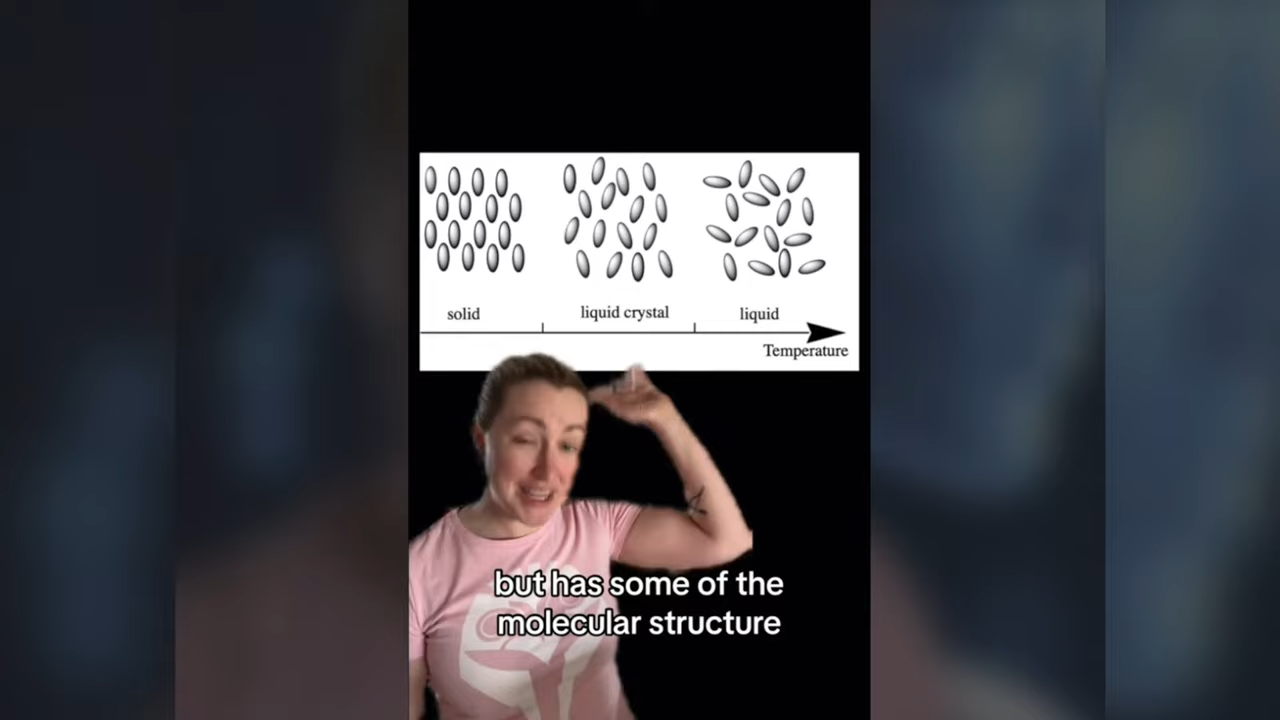 solid
liquid crystal
liquid
Temperature
but has some of the
molecular structure